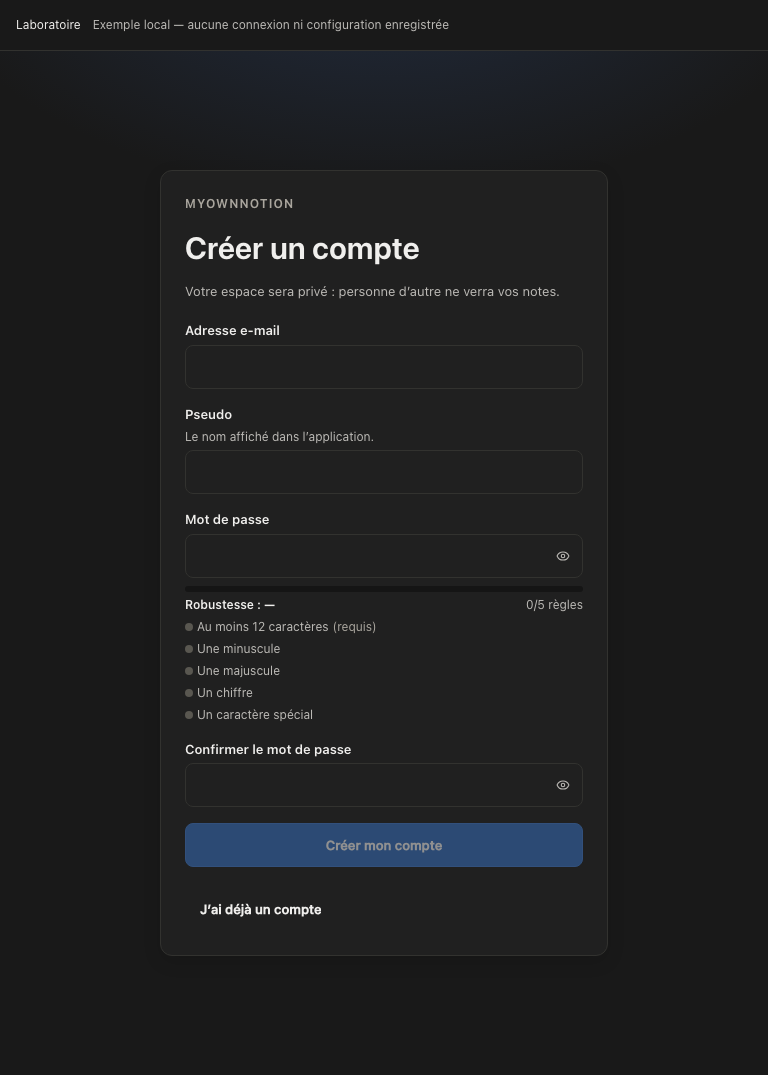 Laboratoire Exemple local — aucune connexion ni configuration enregistrée
MYOWNNOTION
Créer un compte
Votre espace sera privé : personne d’autre ne verra vos notes.
Adresse e-mail
Pseudo
Le nom affiché dans l’application.
Mot de passe
Robustesse : — 0/5 règles
Au moins 12 caractères (requis)
Une minuscule
Une majuscule
Un chiffre
Un caractère spécial
Confirmer le mot de passe
Créer mon compte
J’ai déjà un compte